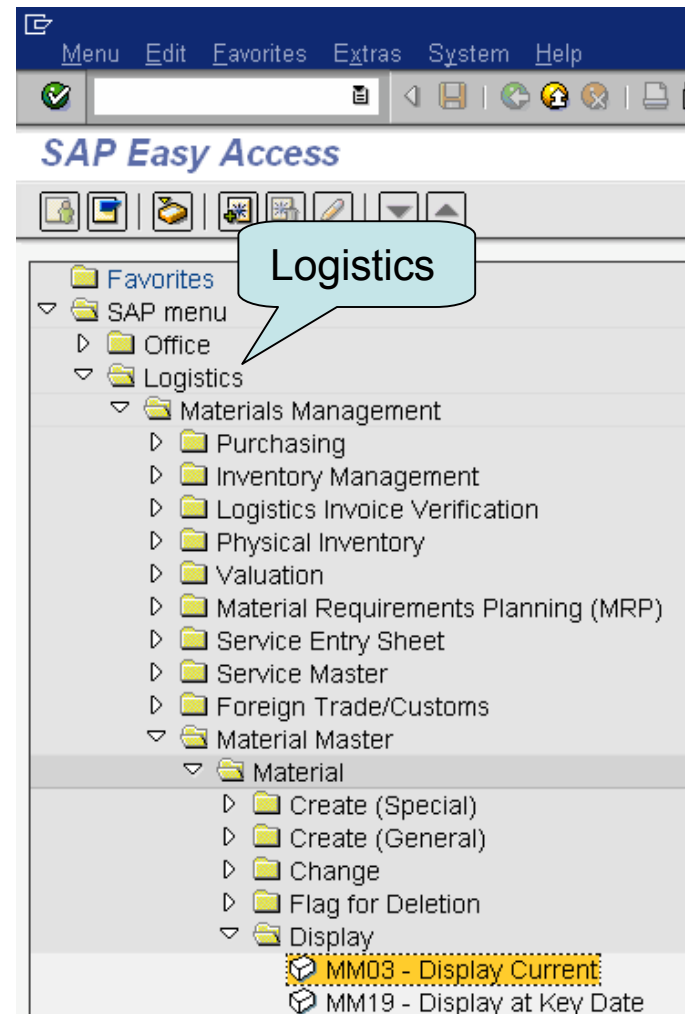 Menu Edit Favorites Extras System Help
SAP Easy Access
Logistics
Favorites
SAP menu
Office
Logistics
Materials Management
Purchasing
Inventory Management
Logistics Invoice Verification
Physical Inventory
Valuation
Material Requirements Planning (MRP)
Service Entry Sheet
Service Master
Foreign Trade/Customs
Material Master
Material
Create (Special)
Create (General)
Change
Flag for Deletion
Display
MM03 - Display Current
MM19 - Display at Key Date